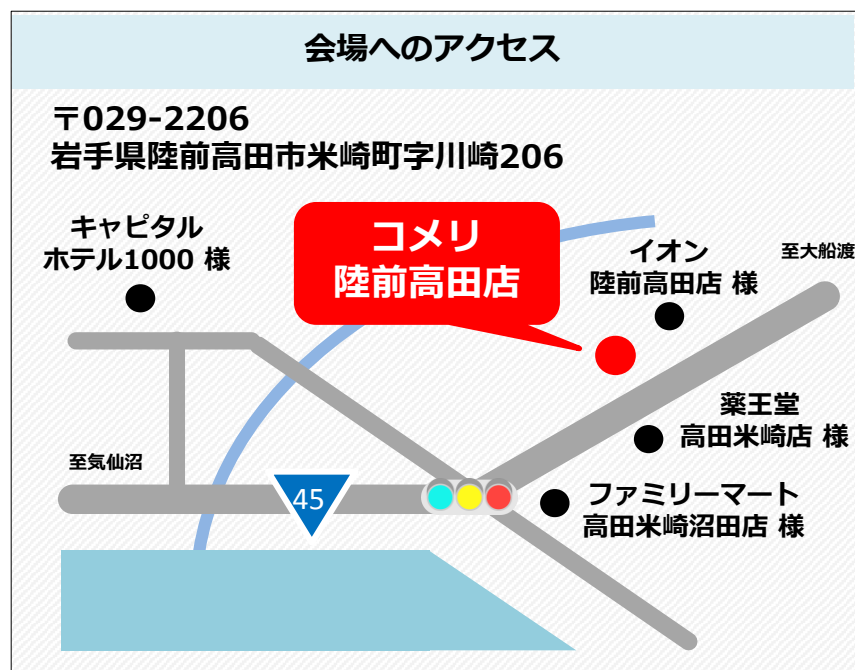 会場へのアクセス
〒029-2206
岩手県陸前高田市米崎町字川崎206
キャピタル
ホテル1000 様
コメリ
陸前高田店
イオン
陸前高田店 様
至大船渡
薬王堂
高田米崎店 様
至気仙沼
45
ファミリーマート
高田米崎沼田店 様